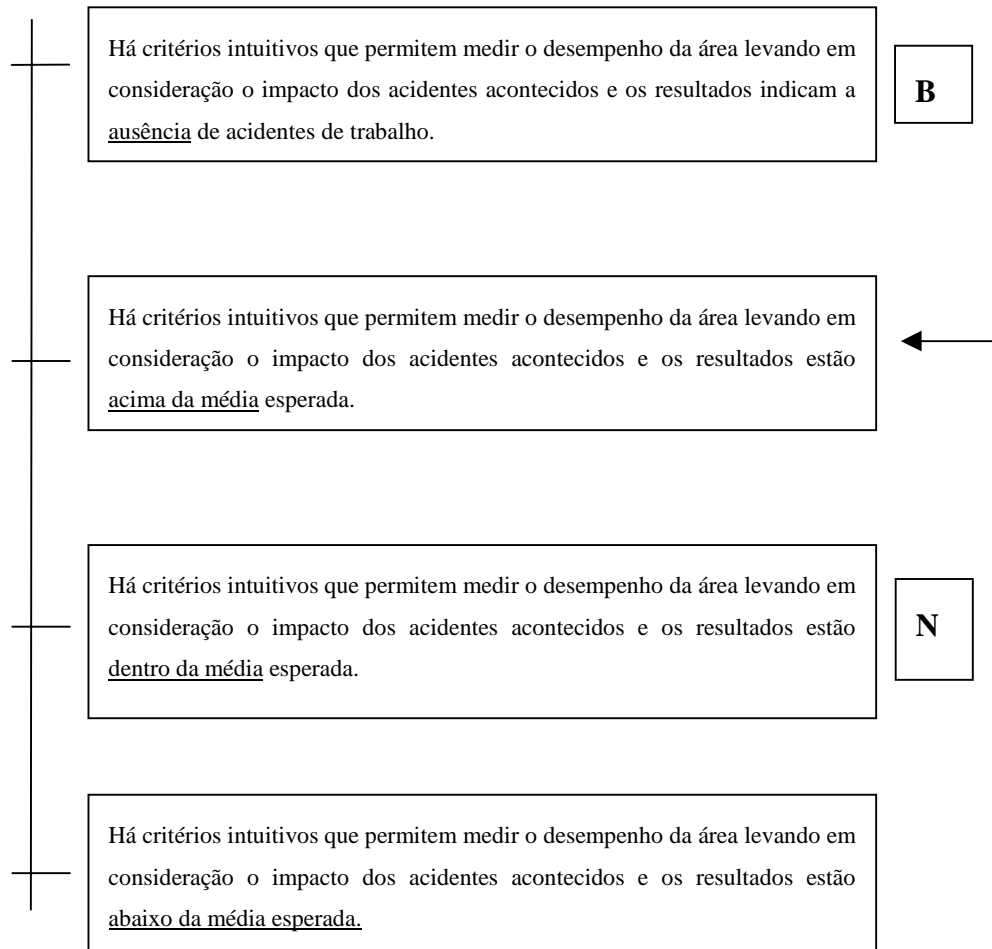 Há critérios intuitivos que permitem medir o desempenho da área levando em
consideração o impacto dos acidentes acontecidos e os resultados indicam a
ausência de acidentes de trabalho.
B
Há critérios intuitivos que permitem medir o desempenho da área levando em
consideração o impacto dos acidentes acontecidos e os resultados estão
acima da média esperada.
Há critérios intuitivos que permitem medir o desempenho da área levando em
consideração o impacto dos acidentes acontecidos e os resultados estão
dentro da média esperada.
N
Há critérios intuitivos que permitem medir o desempenho da área levando em
consideração o impacto dos acidentes acontecidos e os resultados estão
abaixo da média esperada.